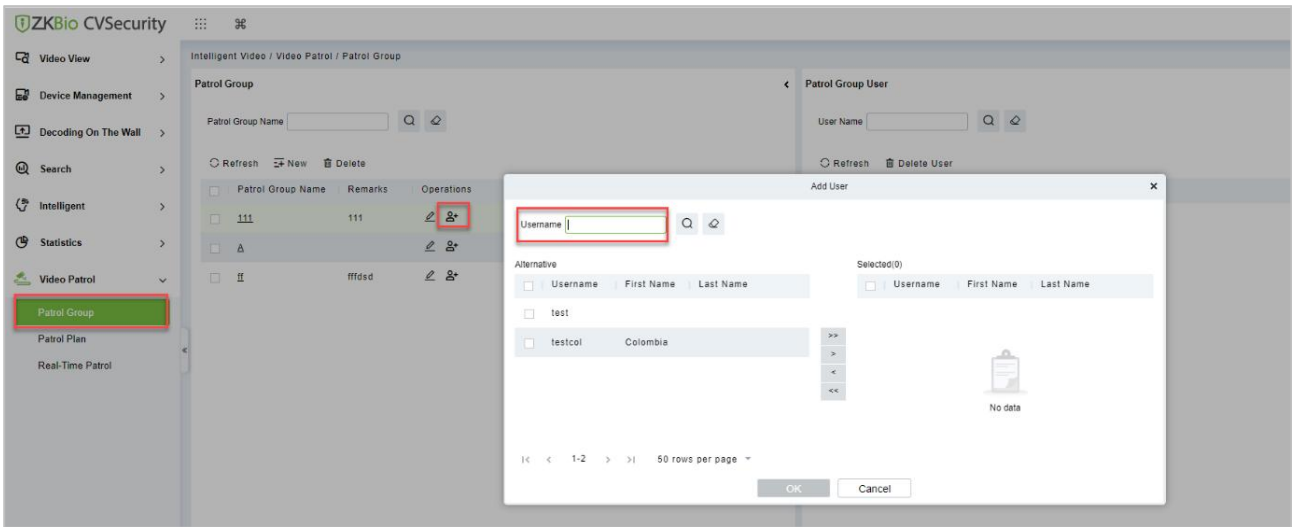 ZKBio CVSecurity
Video View
Device Management
Decoding On The Wall
Search
Intelligent
Statistics
Video Patrol
Patrol Group
Patrol Plan
Real-Time Patrol
Intelligent Video / Video Patrol / Patrol Group
Patrol Group
Patrol Group Name
Refresh New Delete
Patrol Group Name Remarks Operations
111 111
A
ff fffdsd
Patrol Group User
User Name
Refresh Delete User
Add User
Username
Alternative
Username First Name Last Name
test
testcol Colombia
>>
>
<
<<
Selected(0)
Username First Name Last Name
No data
|< < 1-2 > >| 50 rows per page
OK Cancel